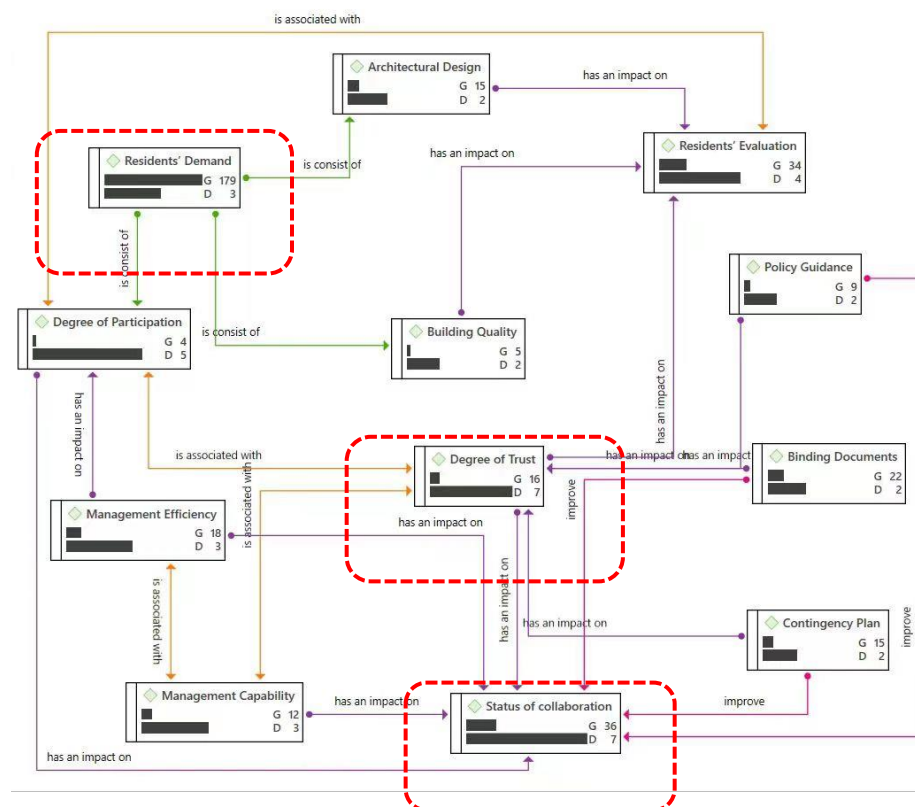 is associated with
Architectural Design
G 15
D 2
has an impact on
Residents' Demand
G 179
D 3
is consist of
has an impact on
Residents' Evaluation
G 34
D 4
is consist of
Policy Guidance
G 9
D 2
Degree of Participation
G 4
D 5
is consist of
Building Quality
G 5
D 2
has an impact on
has an impact on
is associated with
Degree of Trust
G 16
D 7
has an impact on
has an impact
Binding Documents
G 22
D 2
is associated with
improve
Management Efficiency
G 18
D 3
has an impact on
has an impact on
is associated with
has an impact on
Contingency Plan
G 15
D 2
improve
Management Capability
G 12
D 3
has an impact on
Status of collaboration
G 36
D 7
improve
has an impact on